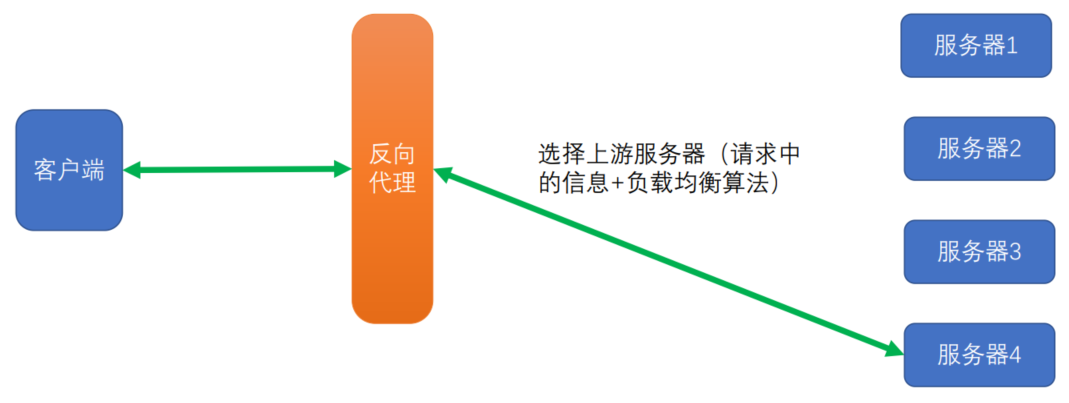 客户端
反向
代理
选择上游服务器（请求中
的信息+负载均衡算法）
服务器1
服务器2
服务器3
服务器4